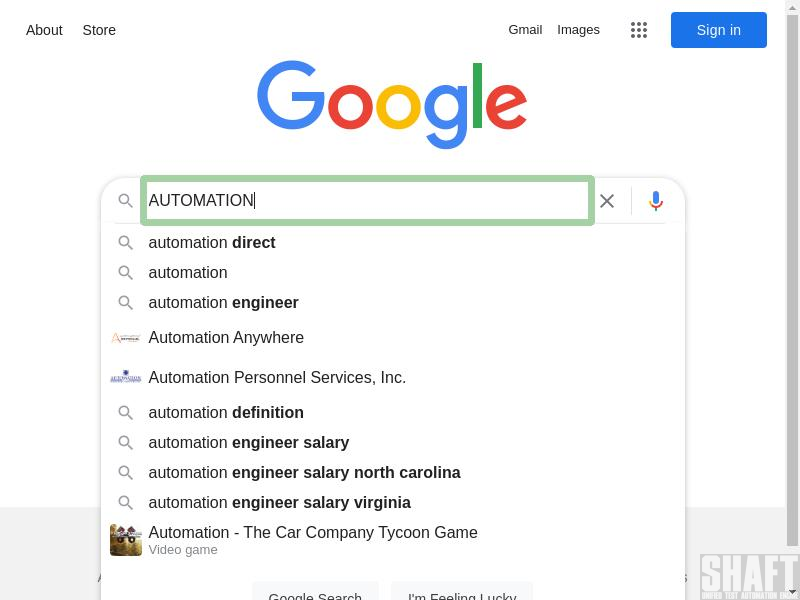 About Store Gmail Images Sign in
Google
AUTOMATION
automation direct
automation
automation engineer
Automation Anywhere
Automation Personnel Services, Inc.
automation definition
automation engineer salary
automation engineer salary north carolina
automation engineer salary virginia
Automation - The Car Company Tycoon Game
Video game
Google Search I'm Feeling Lucky
SHAFT